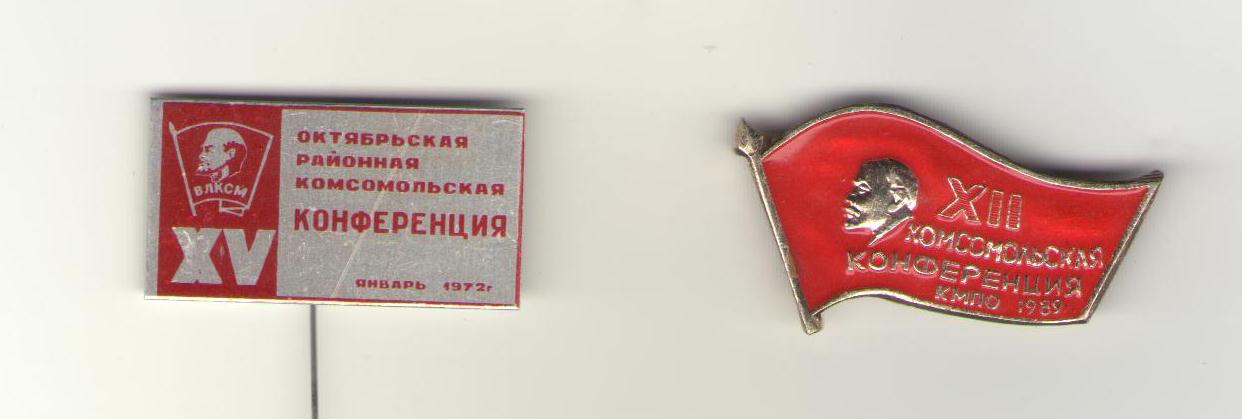 ВЛКСМ
XV
ОКТЯБРЬСКАЯ
РАЙОННАЯ
КОМСОМОЛЬСКАЯ
КОНФЕРЕНЦИЯ
ЯНВАРЬ 1972г
XII
КОМСОМОЛЬСКАЯ
КОНФЕРЕНЦИЯ
КМПО 1989